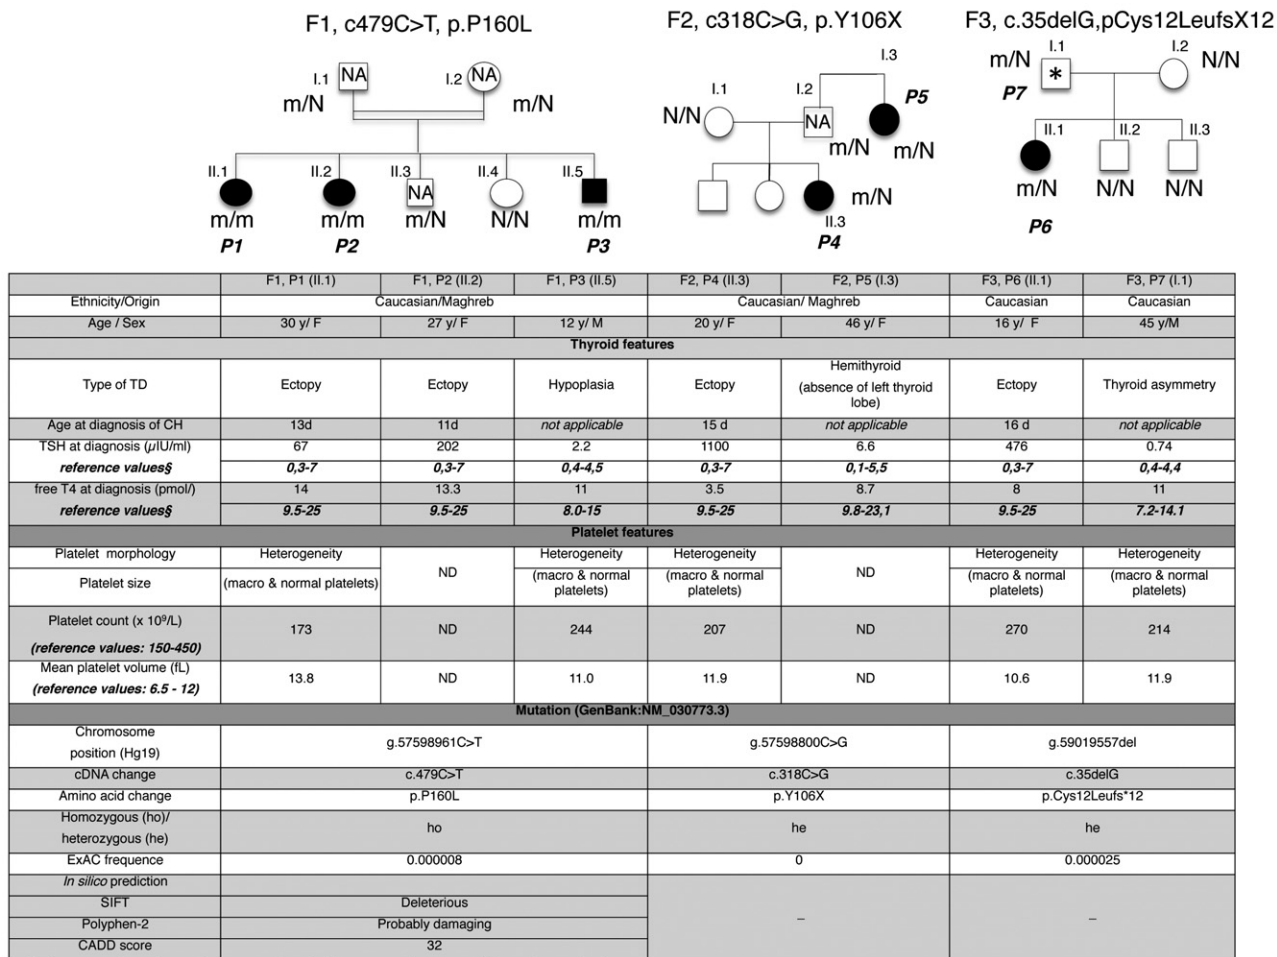 F1, c479C>T, p.P160L
F2, c318C>G, p.Y106X
F3, c.35delG,pCys12LeufsX12
I.1 NA m/N
I.2 NA m/N
II.1 m/m P1
II.2 m/m P2
II.3 NA m/N
II.4 N/N
II.5 m/m P3
I.1 N/N
I.2 NA m/N
I.3 P5 m/N
II.3 m/N P4
I.1 m/N * P7
I.2 N/N
II.1 m/N P6
II.2 N/N
II.3 N/N
F1, P1 (II.1) F1, P2 (II.2) F1, P3 (II.5) F2, P4 (II.3) F2, P5 (I.3) F3, P6 (II.1) F3, P7 (I.1)
Ethnicity/Origin Caucasian/Maghreb Caucasian/ Maghreb Caucasian Caucasian
Age / Sex 30 y/ F 27 y/ F 12 y/ M 20 y/ F 46 y/ F 16 y/ F 45 y/M
Thyroid features
Type of TD Ectopy Ectopy Hypoplasia Ectopy Hemithyroid (absence of left thyroid lobe) Ectopy Thyroid asymmetry
Age at diagnosis of CH 13d 11d not applicable 15 d not applicable 16 d not applicable
TSH at diagnosis (µIU/ml) 67 202 2.2 1100 6.6 476 0.74
reference values§ 0,3-7 0,3-7 0,4-4,5 0,3-7 0,1-5,5 0,3-7 0,4-4,4
free T4 at diagnosis (pmol/) 14 13.3 11 3.5 8.7 8 11
reference values§ 9.5-25 9.5-25 8.0-15 9.5-25 9.8-23,1 9.5-25 7.2-14.1
Platelet features
Platelet morphology Heterogeneity ND Heterogeneity Heterogeneity ND Heterogeneity Heterogeneity
Platelet size (macro & normal platelets) (macro & normal platelets) (macro & normal platelets) (macro & normal platelets) (macro & normal platelets)
Platelet count (x 10⁹/L) 173 ND 244 207 ND 270 214
(reference values: 150-450)
Mean platelet volume (fL) 13.8 ND 11.0 11.9 ND 10.6 11.9
(reference values: 6.5 - 12)
Mutation (GenBank:NM_030773.3)
Chromosome position (Hg19) g.57598961C>T g.57598800C>G g.59019557del
cDNA change c.479C>T c.318C>G c.35delG
Amino acid change p.P160L p.Y106X p.Cys12Leufs*12
Homozygous (ho)/ heterozygous (he) ho he he
ExAC frequence 0.000008 0 0.000025
In silico prediction – –
SIFT Deleterious
Polyphen-2 Probably damaging
CADD score 32